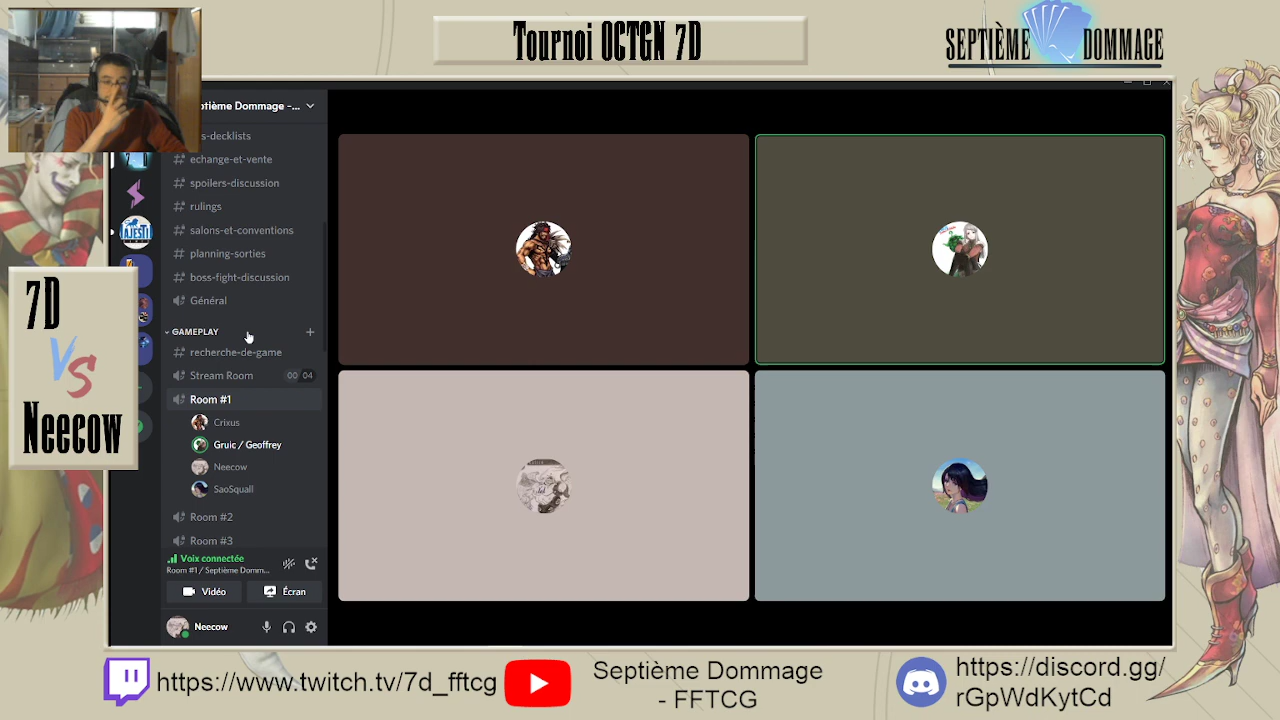 Tournoi OCTGN 7D
SEPTIÈME DOMMAGE
ptième Dommage -...
s-decklists
echange-et-vente
spoilers-discussion
rulings
salons-et-conventions
planning-sorties
boss-fight-discussion
Général
GAMEPLAY
recherche-de-game
Stream Room 00 04
Room #1
Crixus
Gruic / Geoffrey
Neecow
SaoSquall
Room #2
Room #3
Voix connectée
Room #1 / Septième Domm...
Vidéo Écran
Neecow
7D
VS
Neecow
https://www.twitch.tv/7d_fftcg
Septième Dommage
- FFTCG
https://discord.gg/
rGpWdKytCd